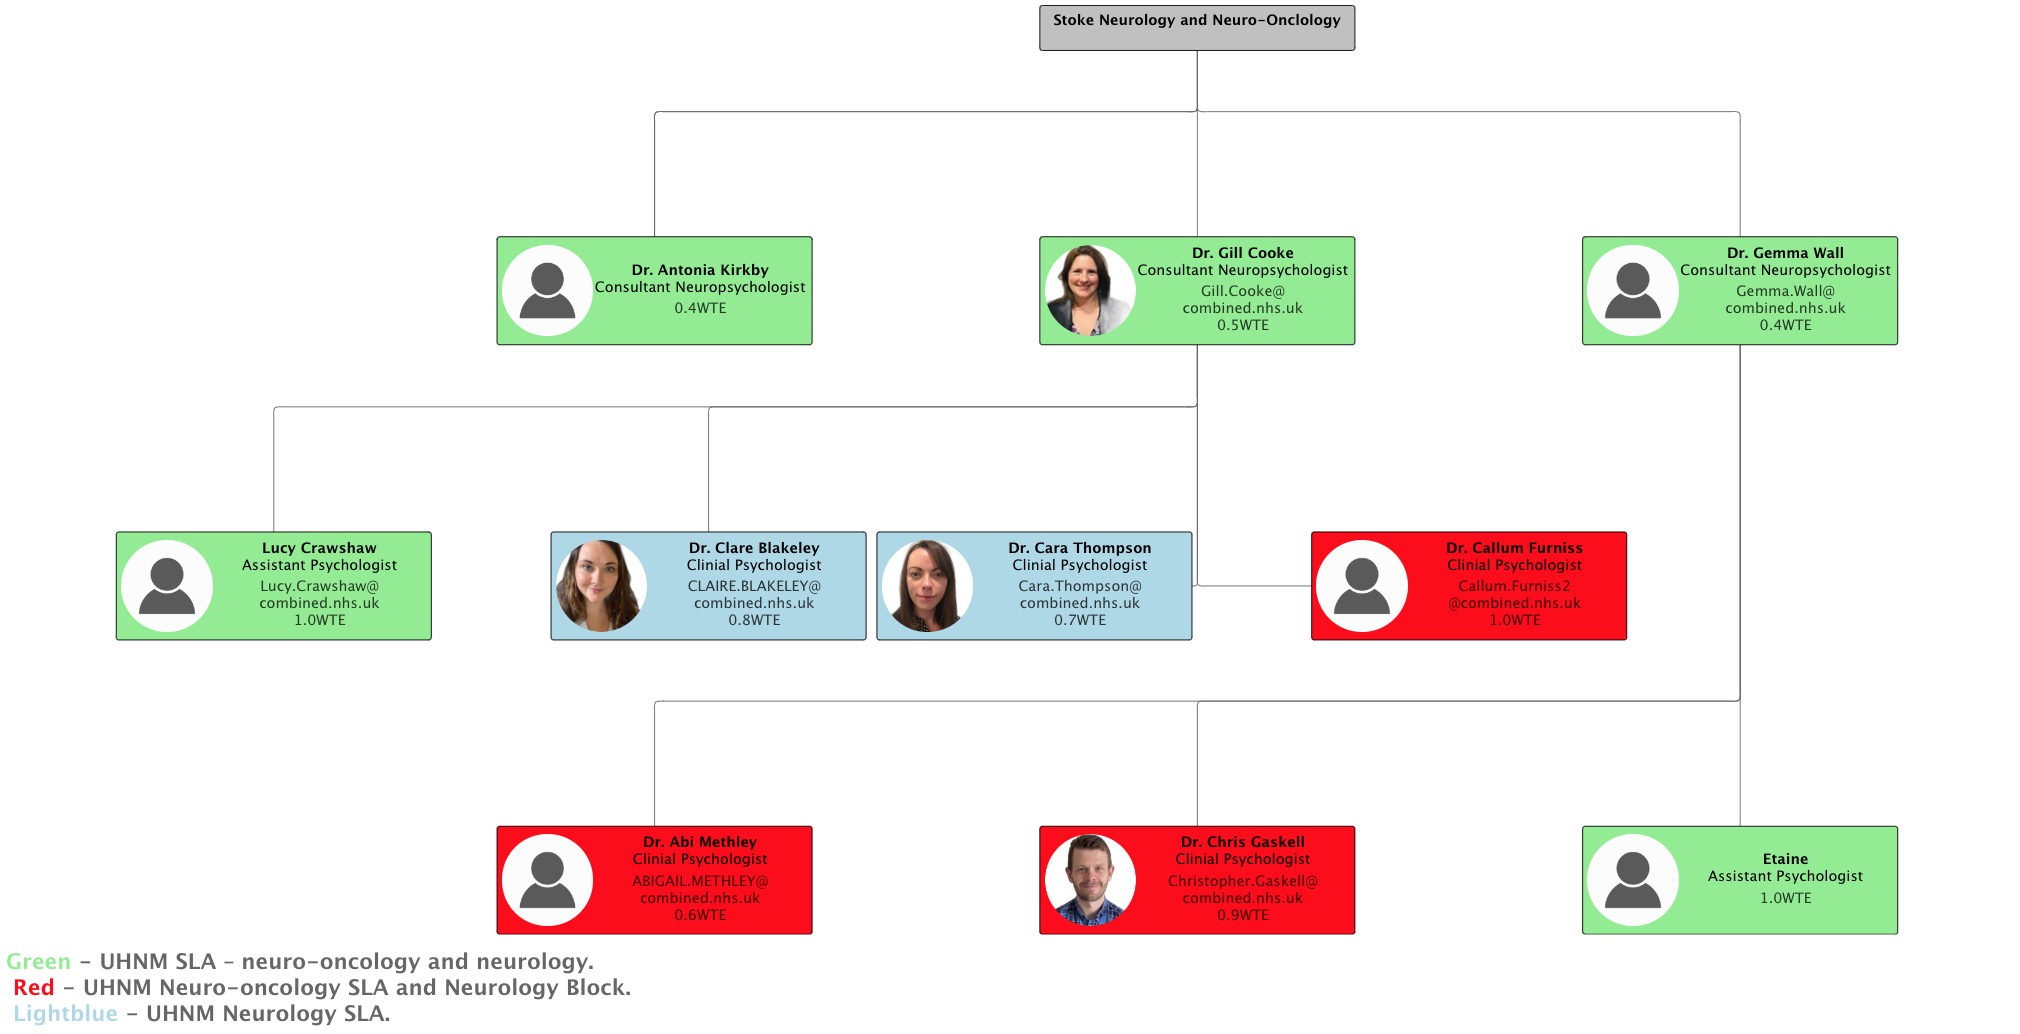 Stoke Neurology and Neuro-Onclology
Dr. Antonia Kirkby
Consultant Neuropsychologist
0.4WTE
Dr. Gill Cooke
Consultant Neuropsychologist
Gill.Cooke@
combined.nhs.uk
0.5WTE
Dr. Gemma Wall
Consultant Neuropsychologist
Gemma.Wall@
combined.nhs.uk
0.4WTE
Lucy Crawshaw
Assistant Psychologist
Lucy.Crawshaw@
combined.nhs.uk
1.0WTE
Dr. Clare Blakeley
Clinial Psychologist
CLAIRE.BLAKELEY@
combined.nhs.uk
0.8WTE
Dr. Cara Thompson
Clinial Psychologist
Cara.Thompson@
combined.nhs.uk
0.7WTE
Dr. Callum Furniss
Clinial Psychologist
Callum.Furniss2
@combined.nhs.uk
1.0WTE
Dr. Abi Methley
Clinial Psychologist
ABIGAIL.METHLEY@
combined.nhs.uk
0.6WTE
Dr. Chris Gaskell
Clinial Psychologist
Christopher.Gaskell@
combined.nhs.uk
0.9WTE
Etaine
Assistant Psychologist
1.0WTE
Green - UHNM SLA - neuro-oncology and neurology.
Red - UHNM Neuro-oncology SLA and Neurology Block.
Lightblue - UHNM Neurology SLA.